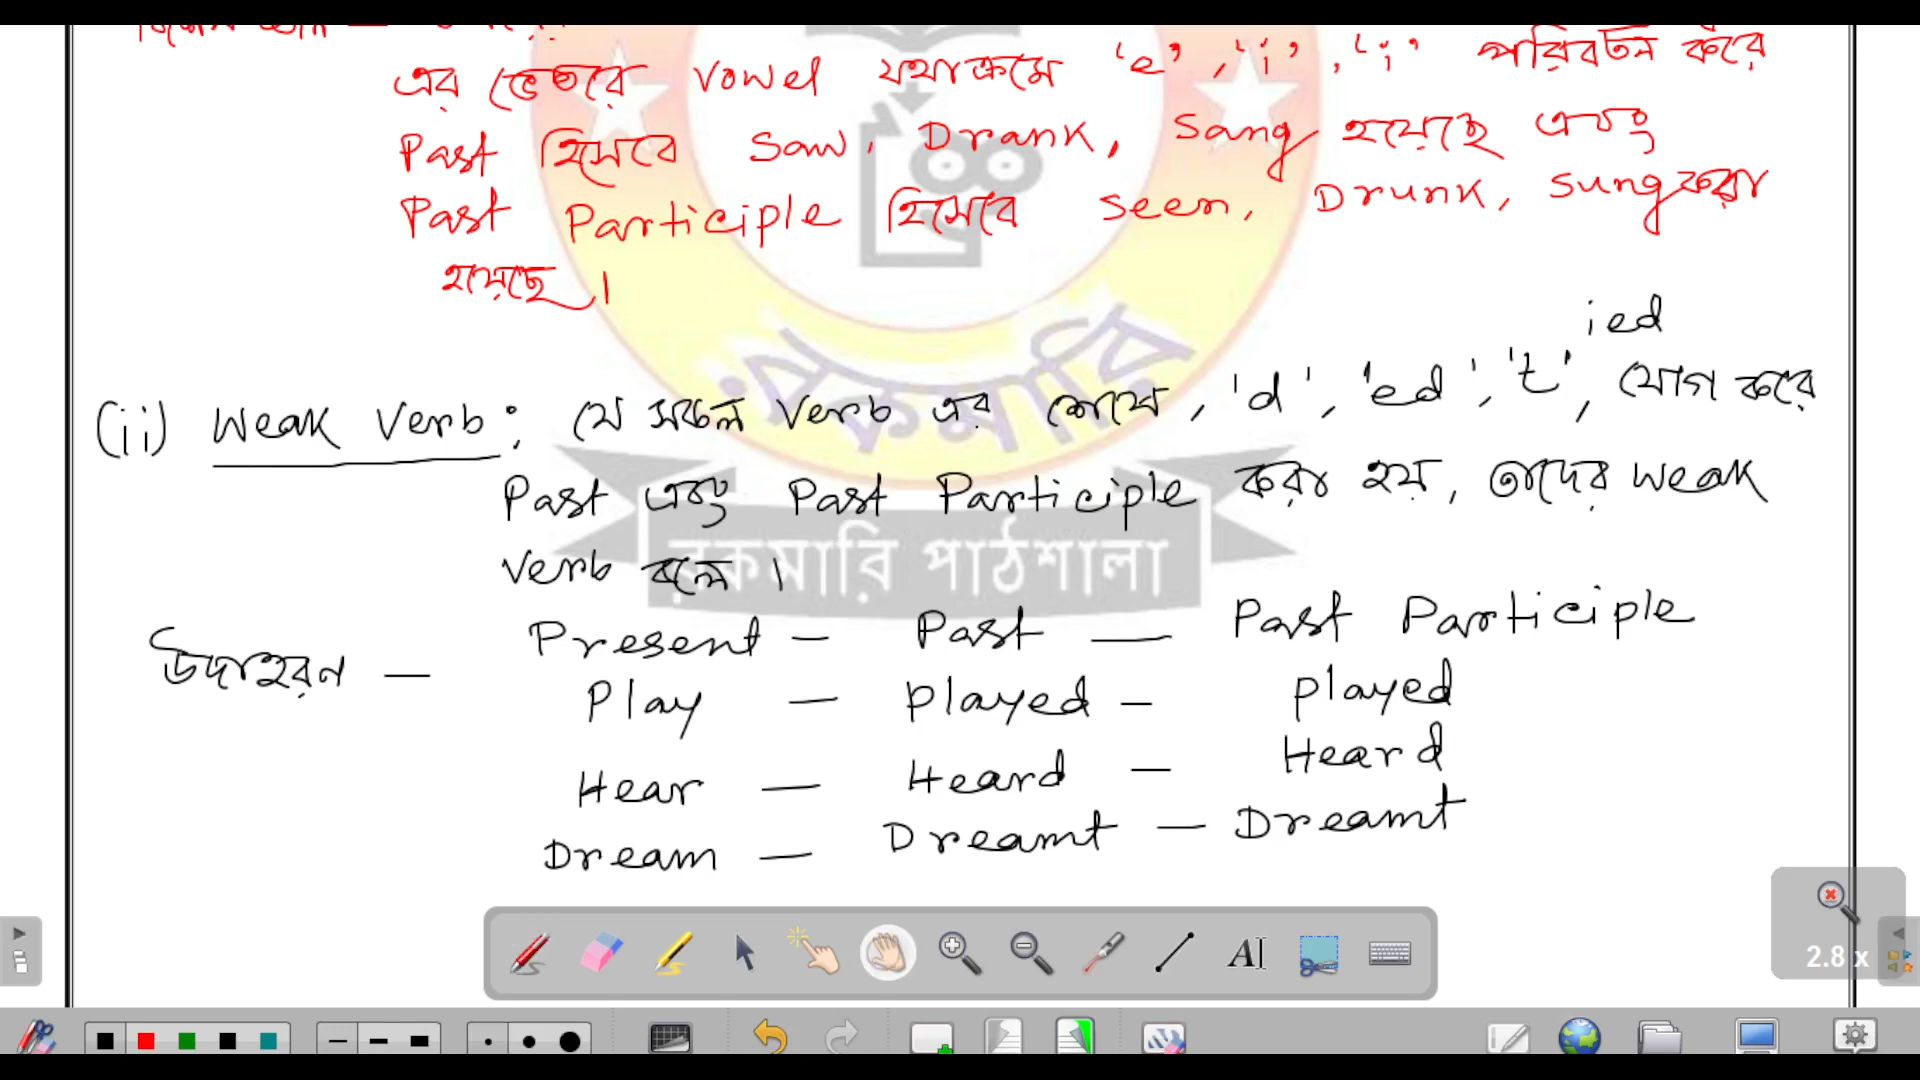 এর ভেতরে vowel যথাক্রমে 'e', 'i', 'i' পরিবর্তন করে
Past হিসেবে Saw, Drank, Sang হয়েছে এবং
Past Participle হিসেবে Seen, Drunk, Sung করা
হয়েছে।
ied
(ii) Weak Verb: যে সকল Verb এর শেষে, 'd', 'ed', 't', যোগ করে
Past এবং Past Participle করা হয়, তাদের Weak
Verb বলে।
রকমারি
রকমারি পাঠশালা
উদাহরন — Present – Past — Past Participle
Play — Played – Played
Hear — Heard — Heard
Dream — Dreamt — Dreamt
2.8 x